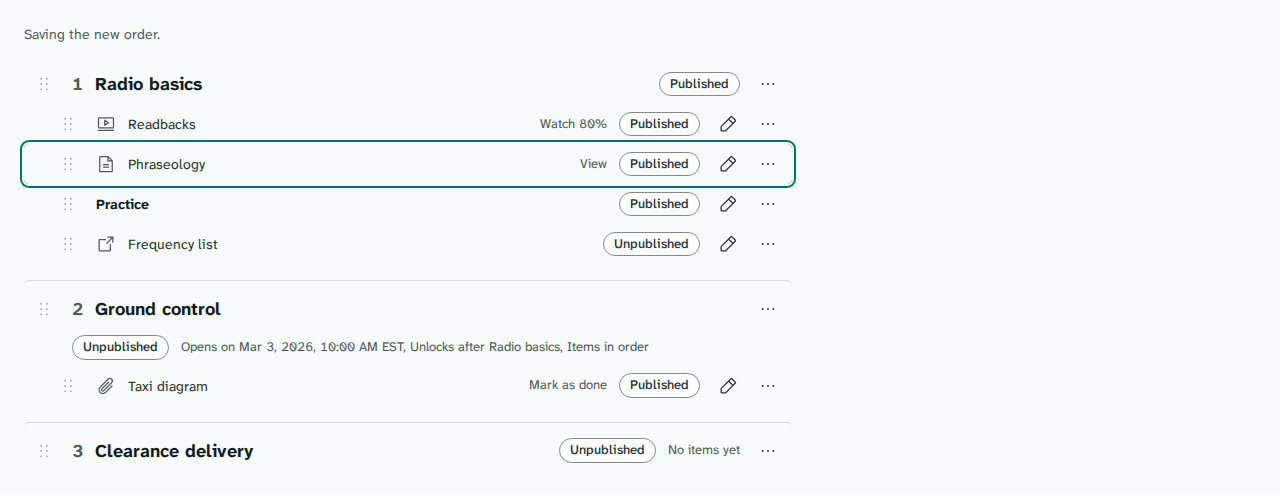 Saving the new order.
1 Radio basics Published ...
Readbacks Watch 80% Published ...
Phraseology View Published ...
Practice Published ...
Frequency list Unpublished ...
2 Ground control ...
Unpublished Opens on Mar 3, 2026, 10:00 AM EST, Unlocks after Radio basics, Items in order
Taxi diagram Mark as done Published ...
3 Clearance delivery Unpublished No items yet ...